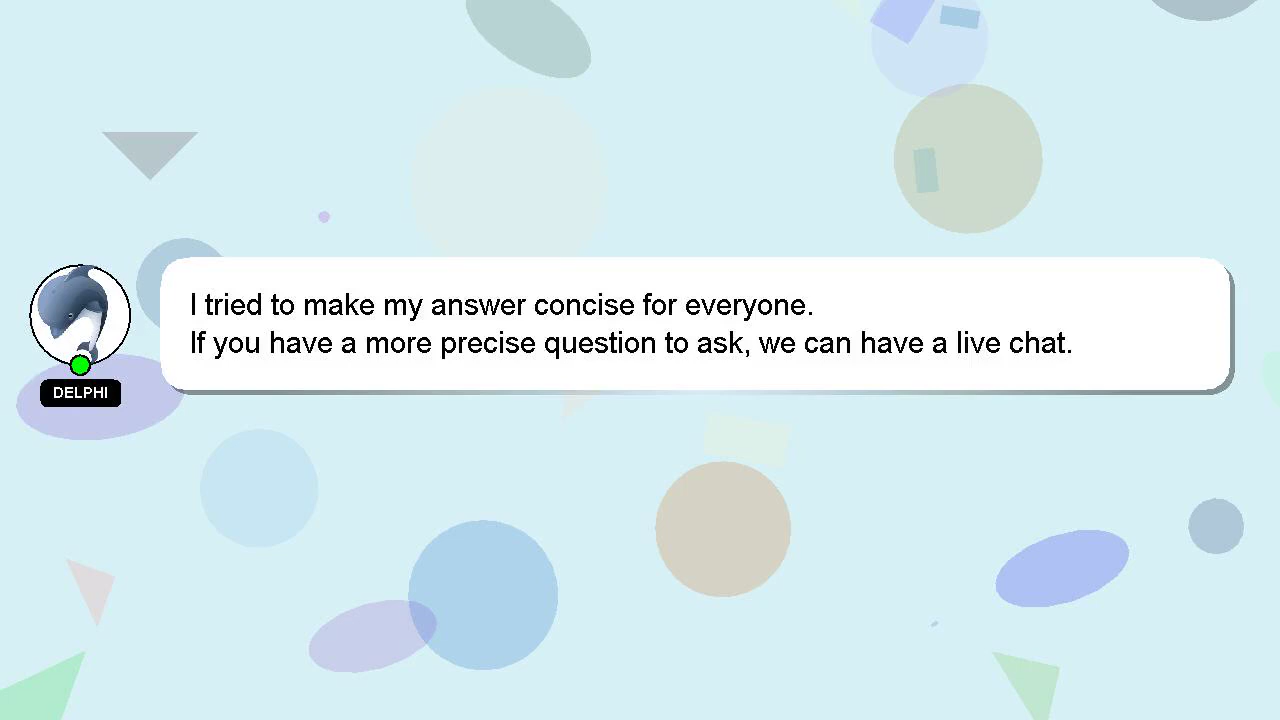 I tried to make my answer concise for everyone.
If you have a more precise question to ask, we can have a live chat.
DELPHI